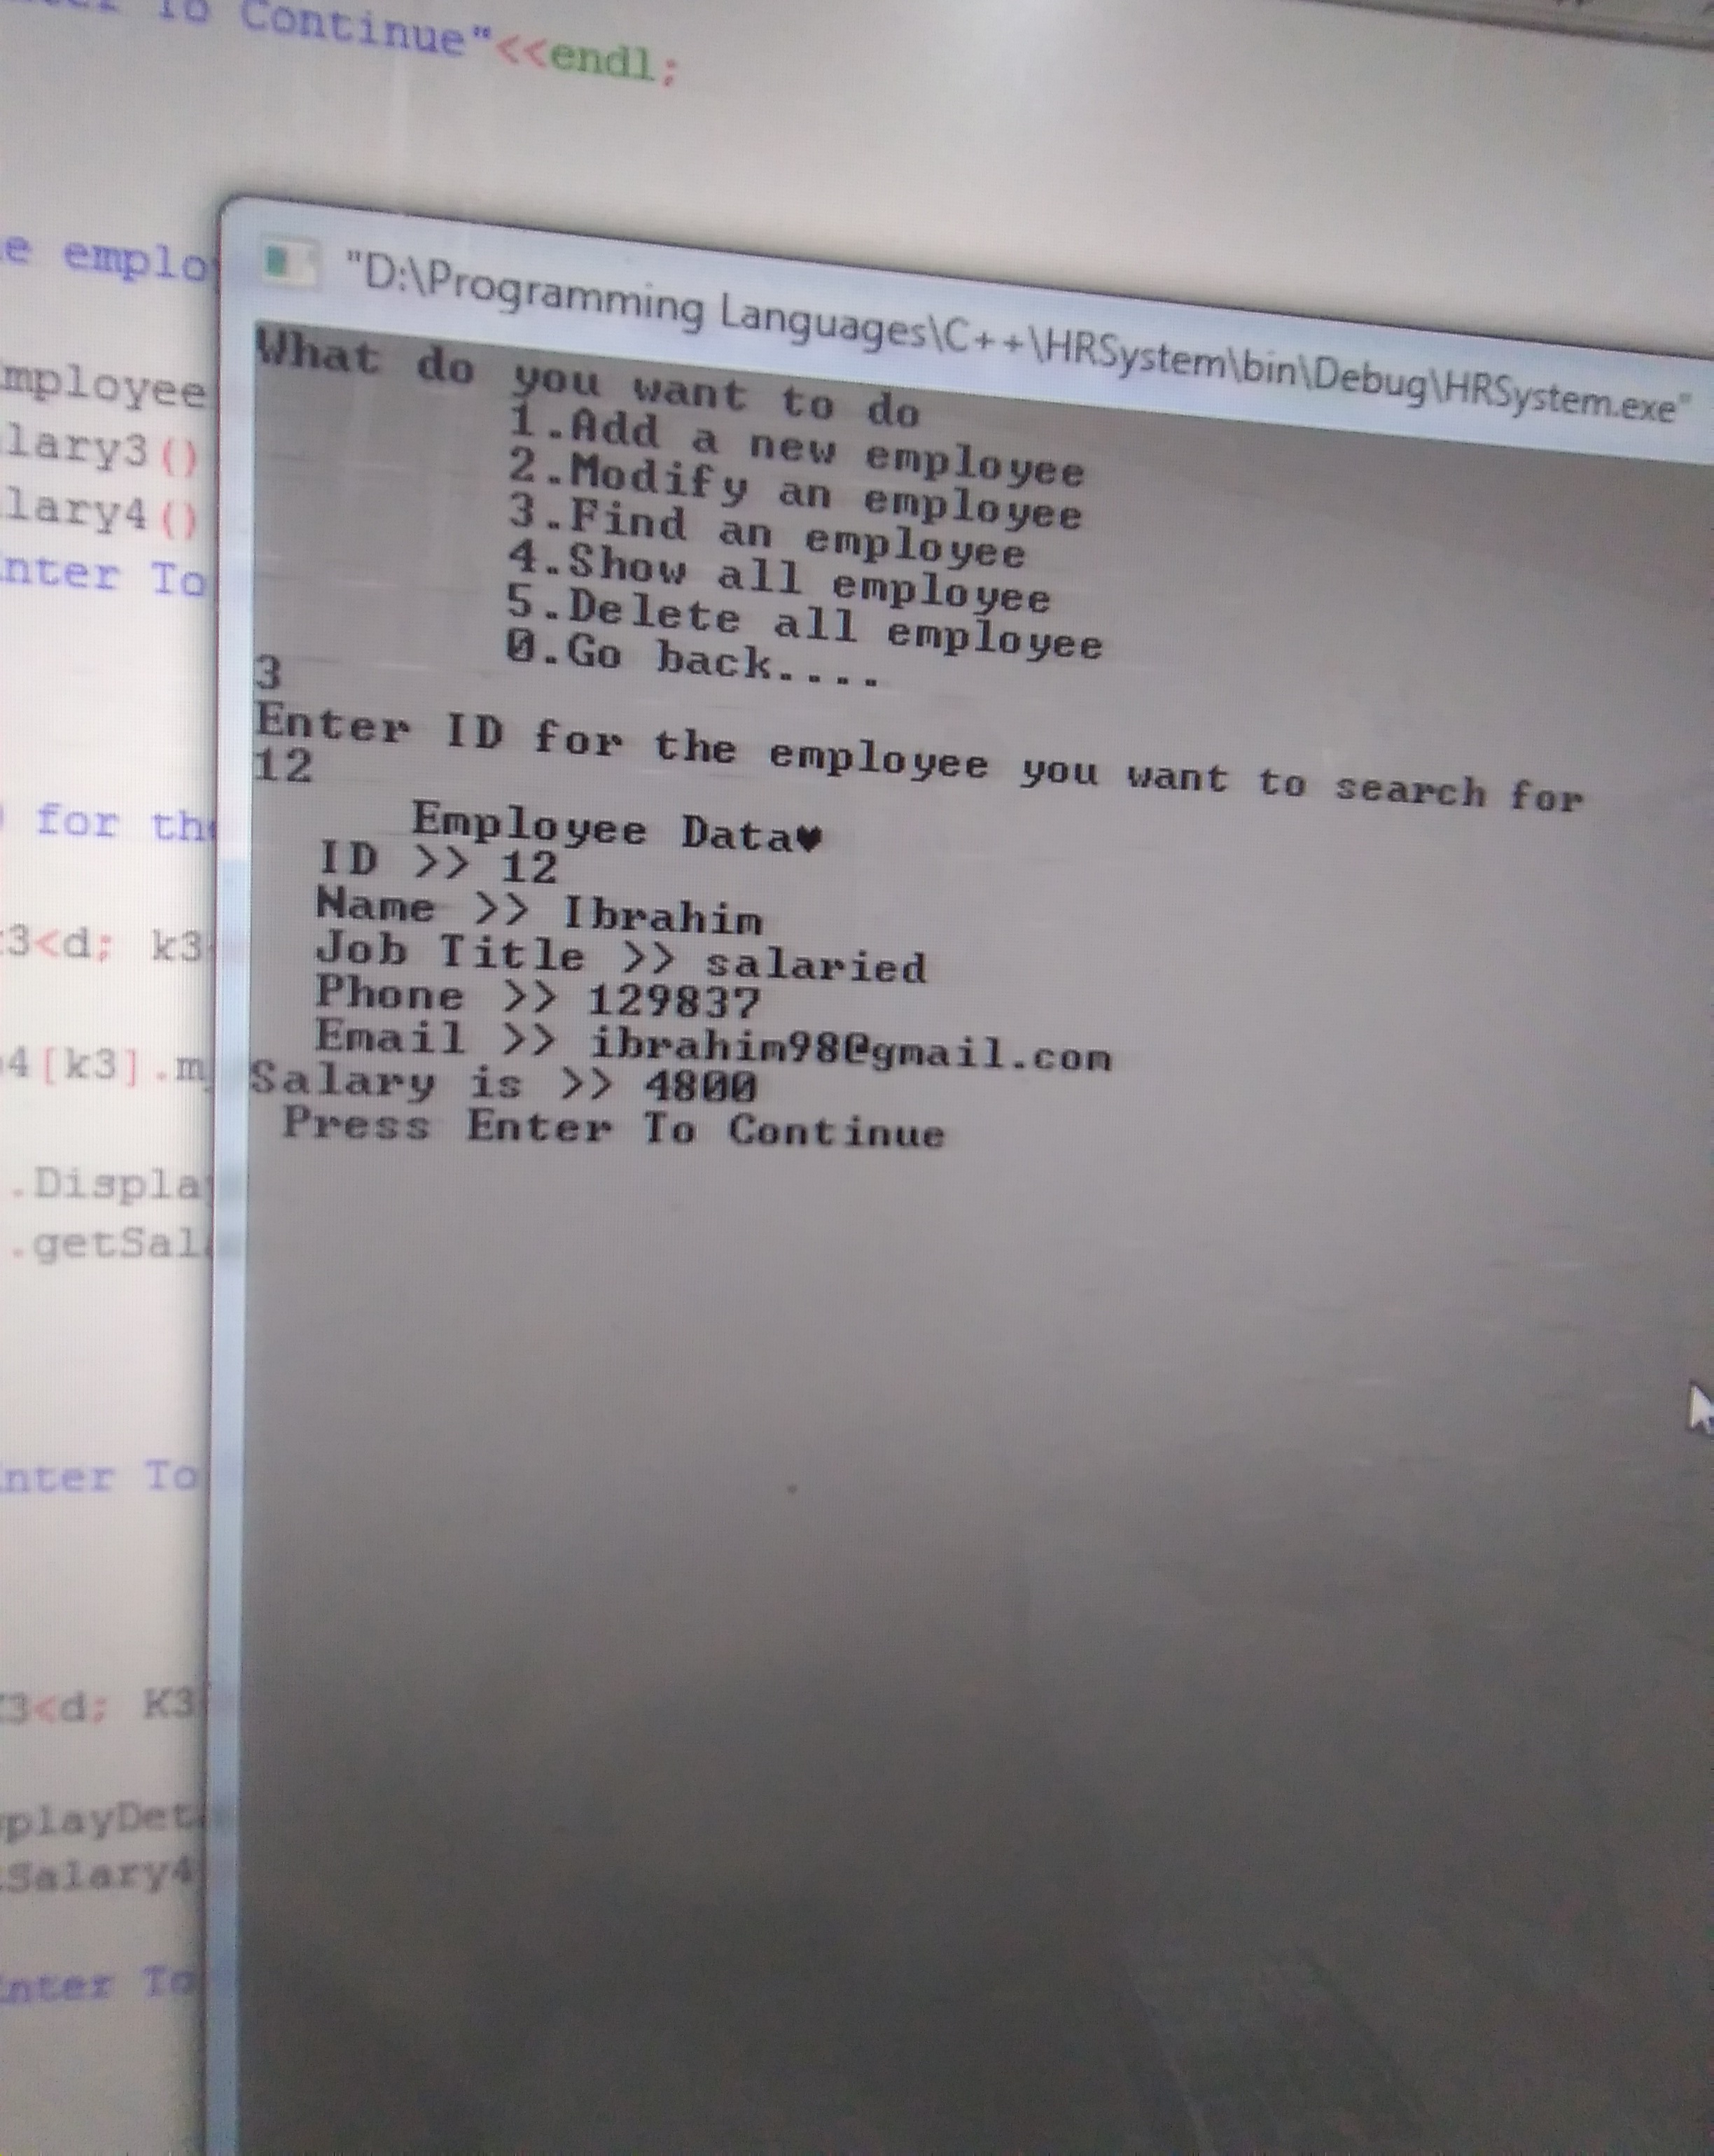 To Continue"<<endl;
"D:\Programming Languages\C++\HRSystem\bin\Debug\HRSystem.exe"
What do you want to do
1.Add a new employee
2.Modify an employee
3.Find an employee
4.Show all employee
5.Delete all employee
0.Go back....
3
Enter ID for the employee you want to search for
12
Employee Data♥
ID >> 12
Name >> Ibrahim
Job Title >> salaried
Phone >> 129837
Email >> ibrahim98@gmail.com
Salary is >> 4800
Press Enter To Continue
e emplo
mployee
lary3()
lary4()
nter To
for the
3<d; k3
4[k3].m
.Displa
.getSal
nter To
3<d; K3
playDet
Salary4
nter To